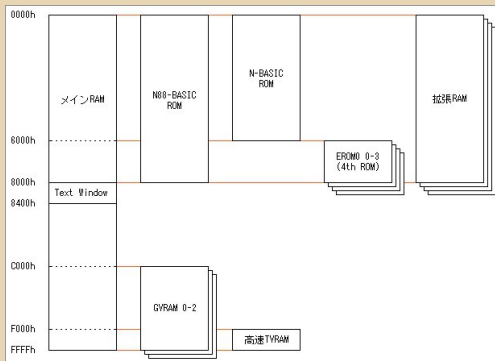 0000h
メインRAM
N88-BASIC
ROM
N-BASIC
ROM
拡張RAM
6000h
EROM0 0-3
(4th ROM)
8000h
Text Window
8400h
C000h
GVRAM 0-2
F000h
高速TVRAM
FFFFh